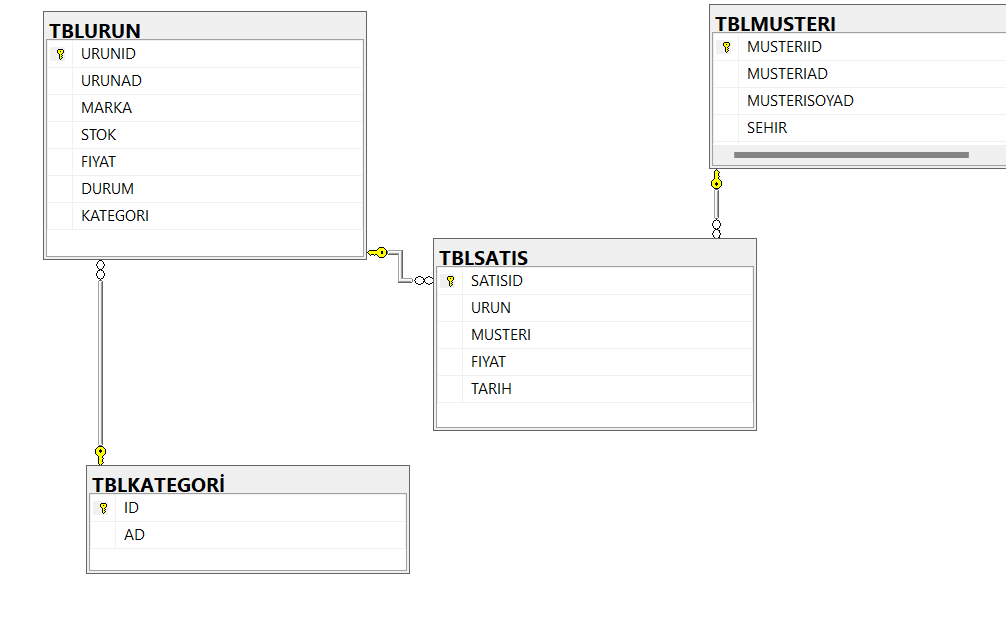 TBLURUN
URUNID
URUNAD
MARKA
STOK
FIYAT
DURUM
KATEGORI
TBLMUSTERI
MUSTERIID
MUSTERIAD
MUSTERISOYAD
SEHIR
TBLSATIS
SATISID
URUN
MUSTERI
FIYAT
TARIH
TBLKATEGORİ
ID
AD